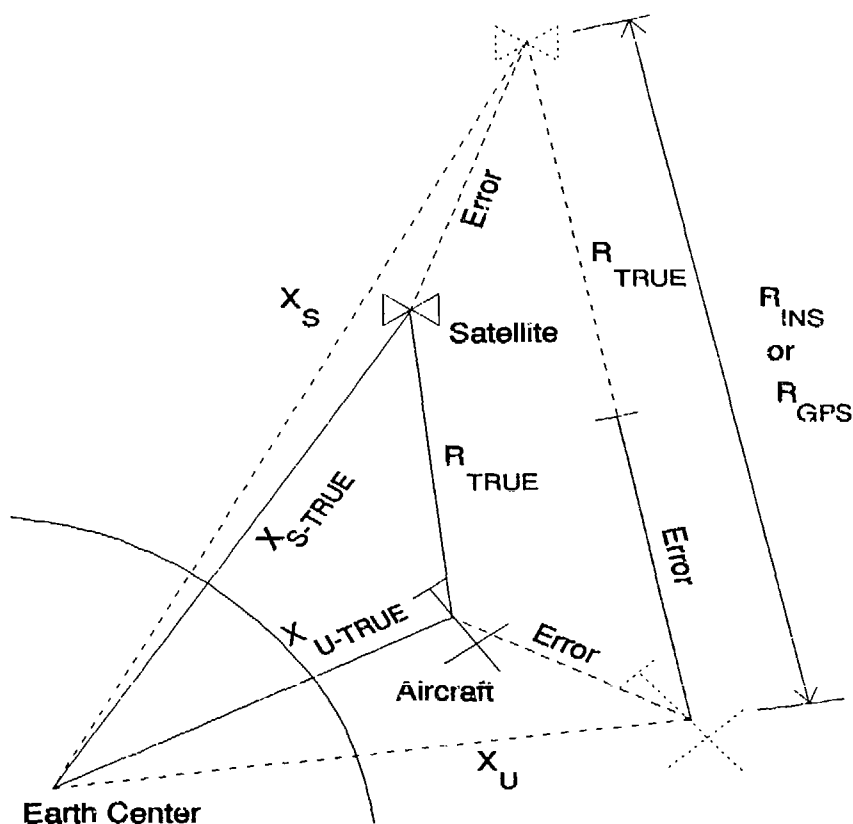 Error
X S
R TRUE
R INS
or
R GPS
Satellite
R TRUE
X S-TRUE
Error
X U-TRUE
Error
Aircraft
X U
Earth Center